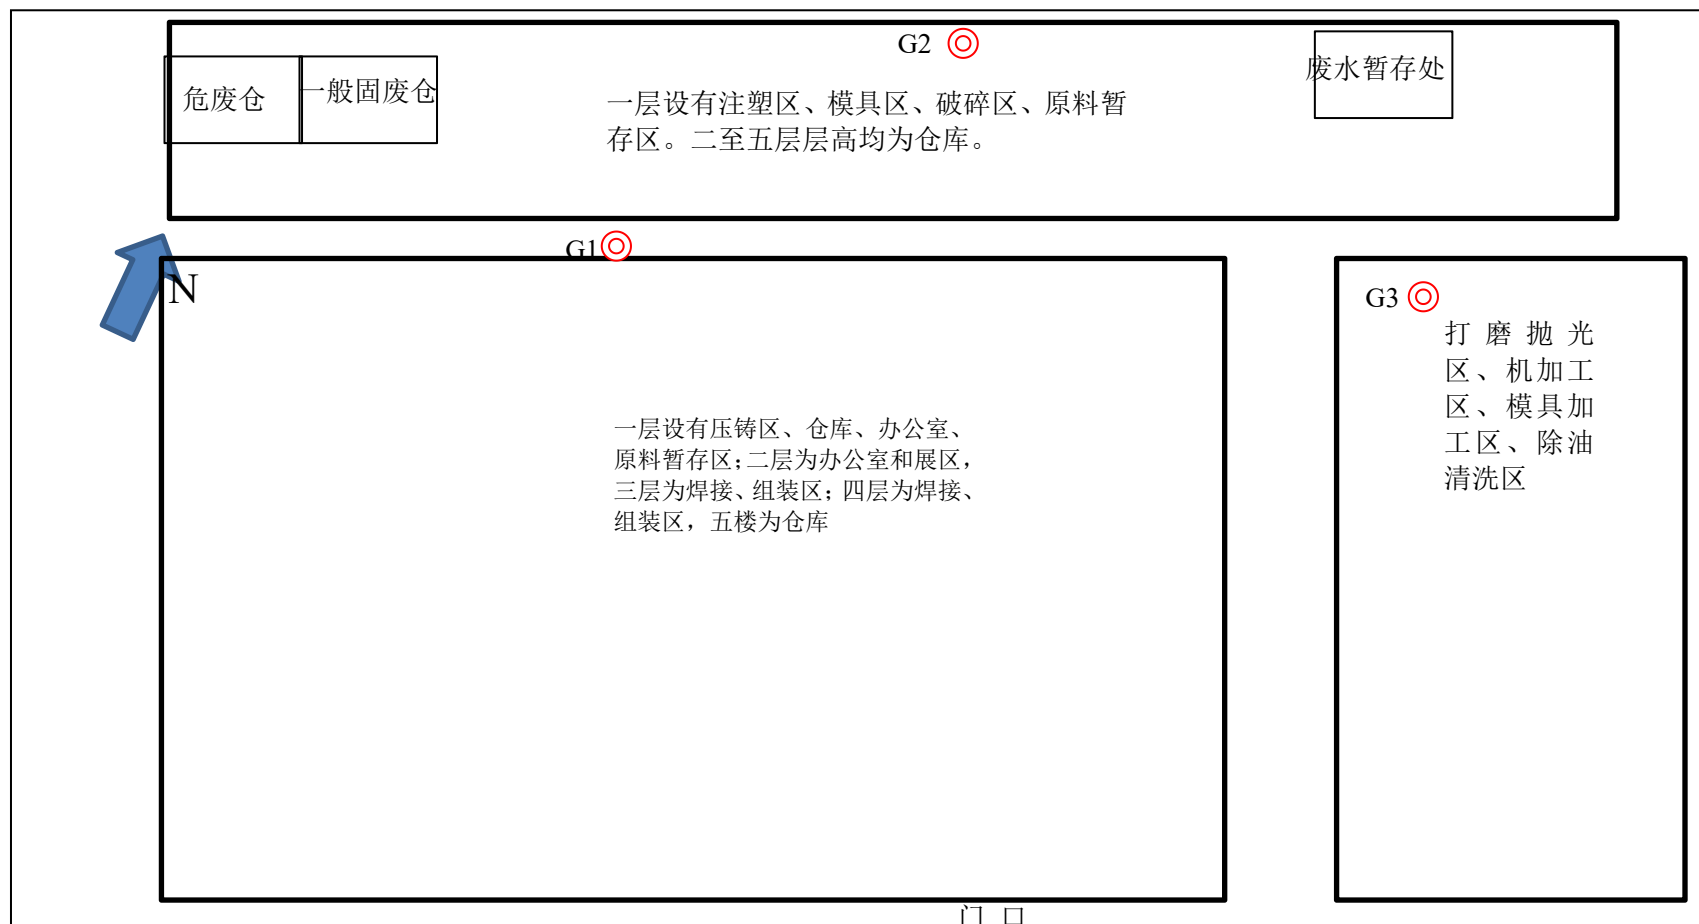 G2
废水暂存处
危废仓
一般固废仓
一层设有注塑区、模具区、破碎区、原料暂
存区。二至五层层高均为仓库。
G1
N
G3
打磨抛光
区、机加工
区、模具加
工区、除油
清洗区
一层设有压铸区、仓库、办公室、
原料暂存区;二层为办公室和展区，
三层为焊接、组装区; 四层为焊接、
组装区，五楼为仓库
门 口